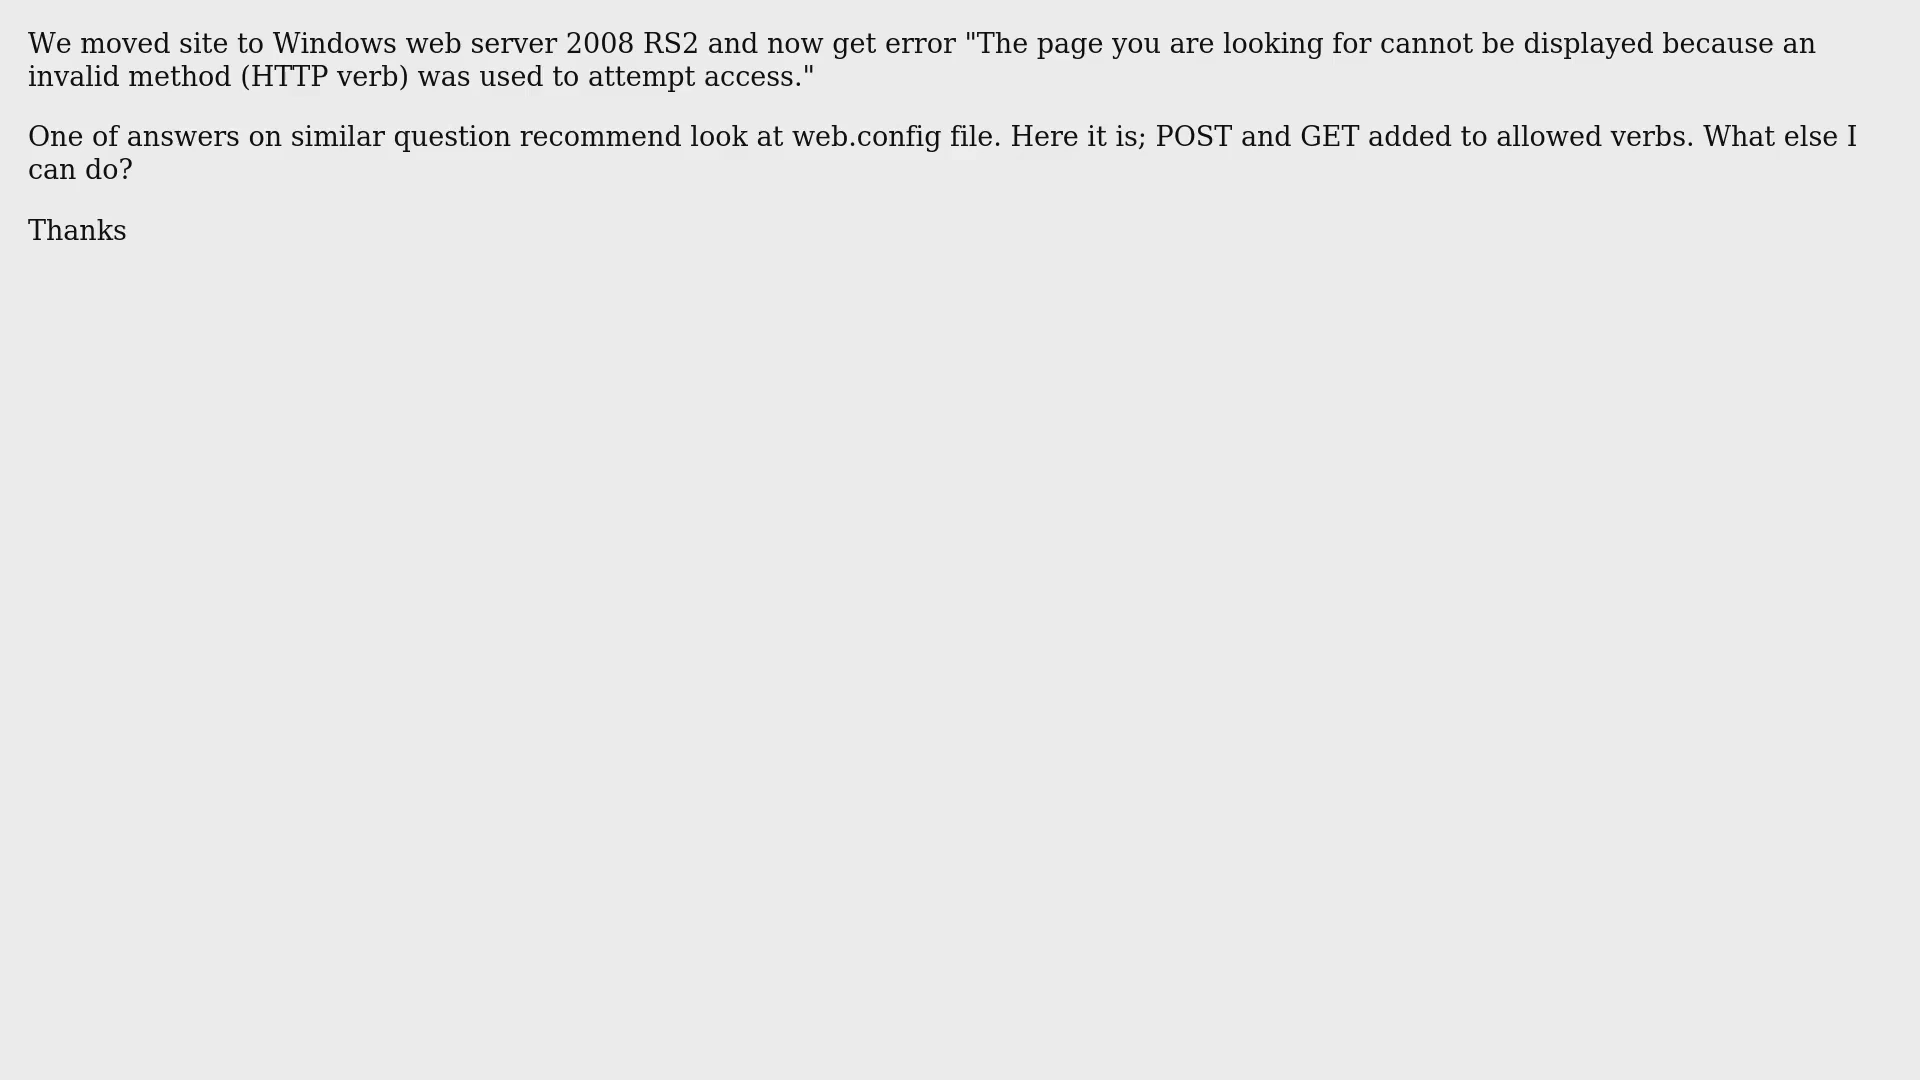 We moved site to Windows web server 2008 RS2 and now get error "The page you are looking for cannot be displayed because an
invalid method (HTTP verb) was used to attempt access."
One of answers on similar question recommend look at web.config file. Here it is; POST and GET added to allowed verbs. What else I
can do?
Thanks